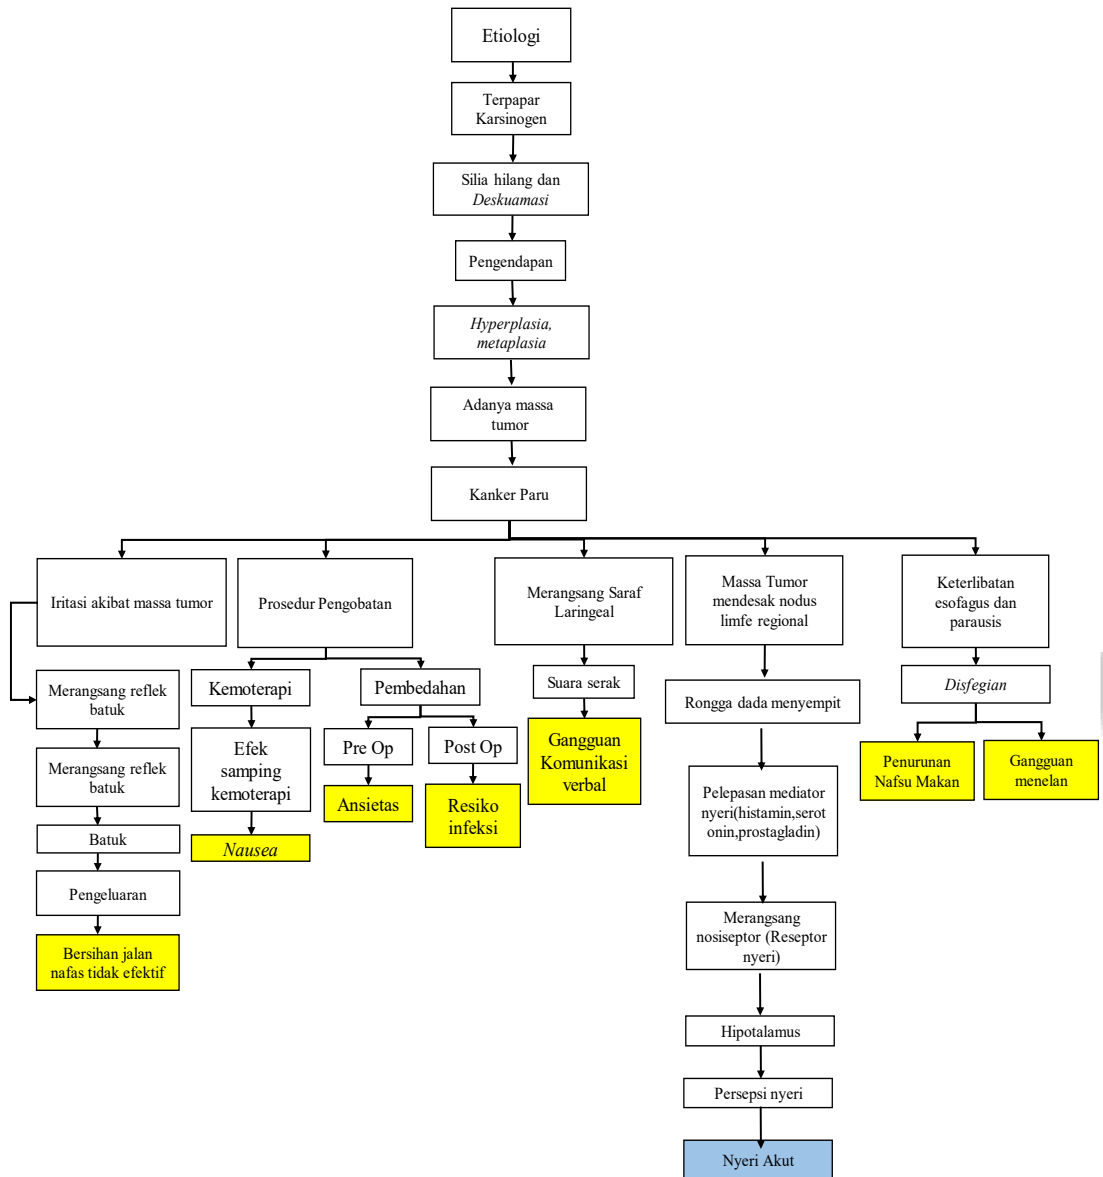 Etiologi
Terpapar
Karsinogen
Silia hilang dan
Deskuamasi
Pengendapan
Hyperplasia,
metaplasia
Adanya massa
tumor
Kanker Paru
Iritasi akibat massa tumor
Merangsang reflek
batuk
Merangsang reflek
batuk
Batuk
Pengeluaran
Bersihan jalan
nafas tidak efektif
Prosedur Pengobatan
Kemoterapi
Efek
samping
kemoterapi
Nausea
Pembedahan
Pre Op
Ansietas
Post Op
Resiko
infeksi
Merangsang Saraf
Laringeal
Suara serak
Gangguan
Komunikasi
verbal
Massa Tumor
mendesak nodus
limfe regional
Rongga dada menyempit
Pelepasan mediator
nyeri(histamin,serot
onin,prostagladin)
Merangsang
nosiseptor (Reseptor
nyeri)
Hipotalamus
Persepsi nyeri
Nyeri Akut
Keterlibatan
esofagus dan
parausis
Disfegian
Penurunan
Nafsu Makan
Gangguan
menelan